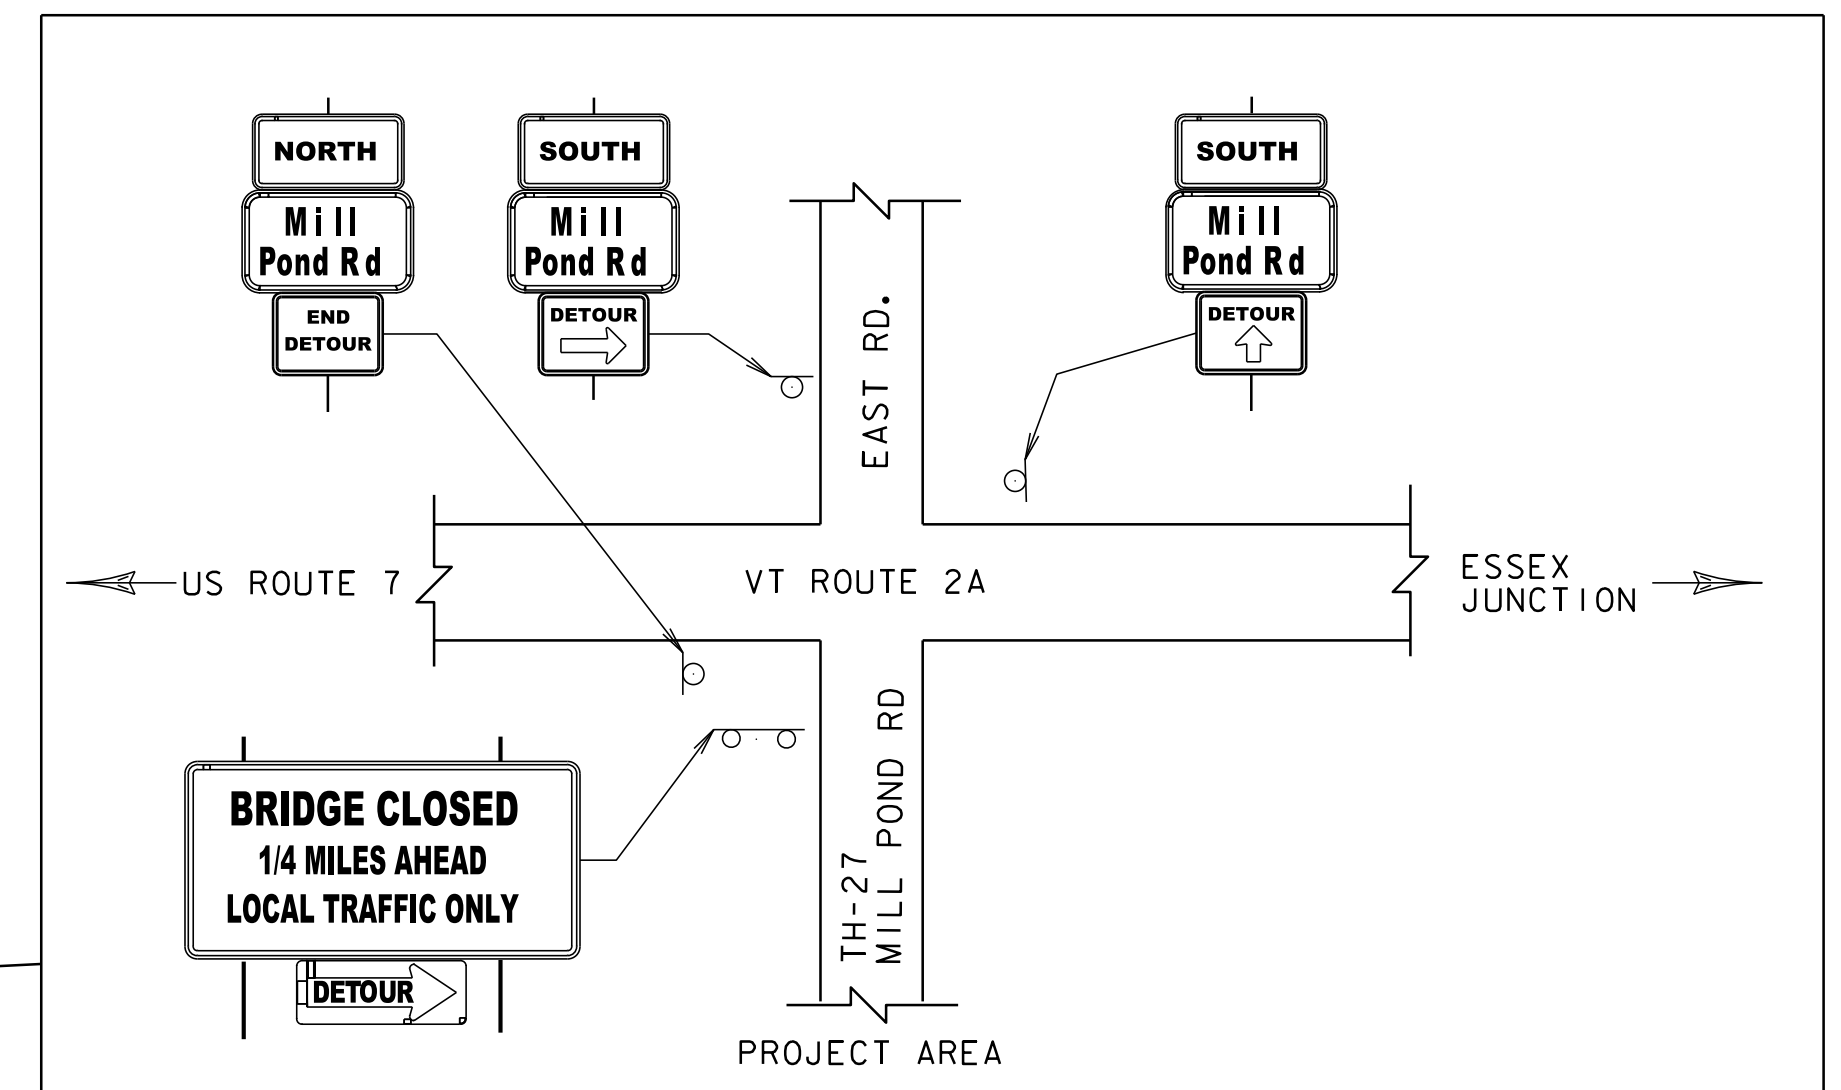 NORTH
Mill
Pond Rd
END
DETOUR
SOUTH
Mill
Pond Rd
DETOUR
SOUTH
Mill
Pond Rd
DETOUR
EAST RD.
US ROUTE 7
VT ROUTE 2A
ESSEX
JUNCTION
BRIDGE CLOSED
1/4 MILES AHEAD
LOCAL TRAFFIC ONLY
DETOUR
TH-27
MILL POND RD
PROJECT AREA